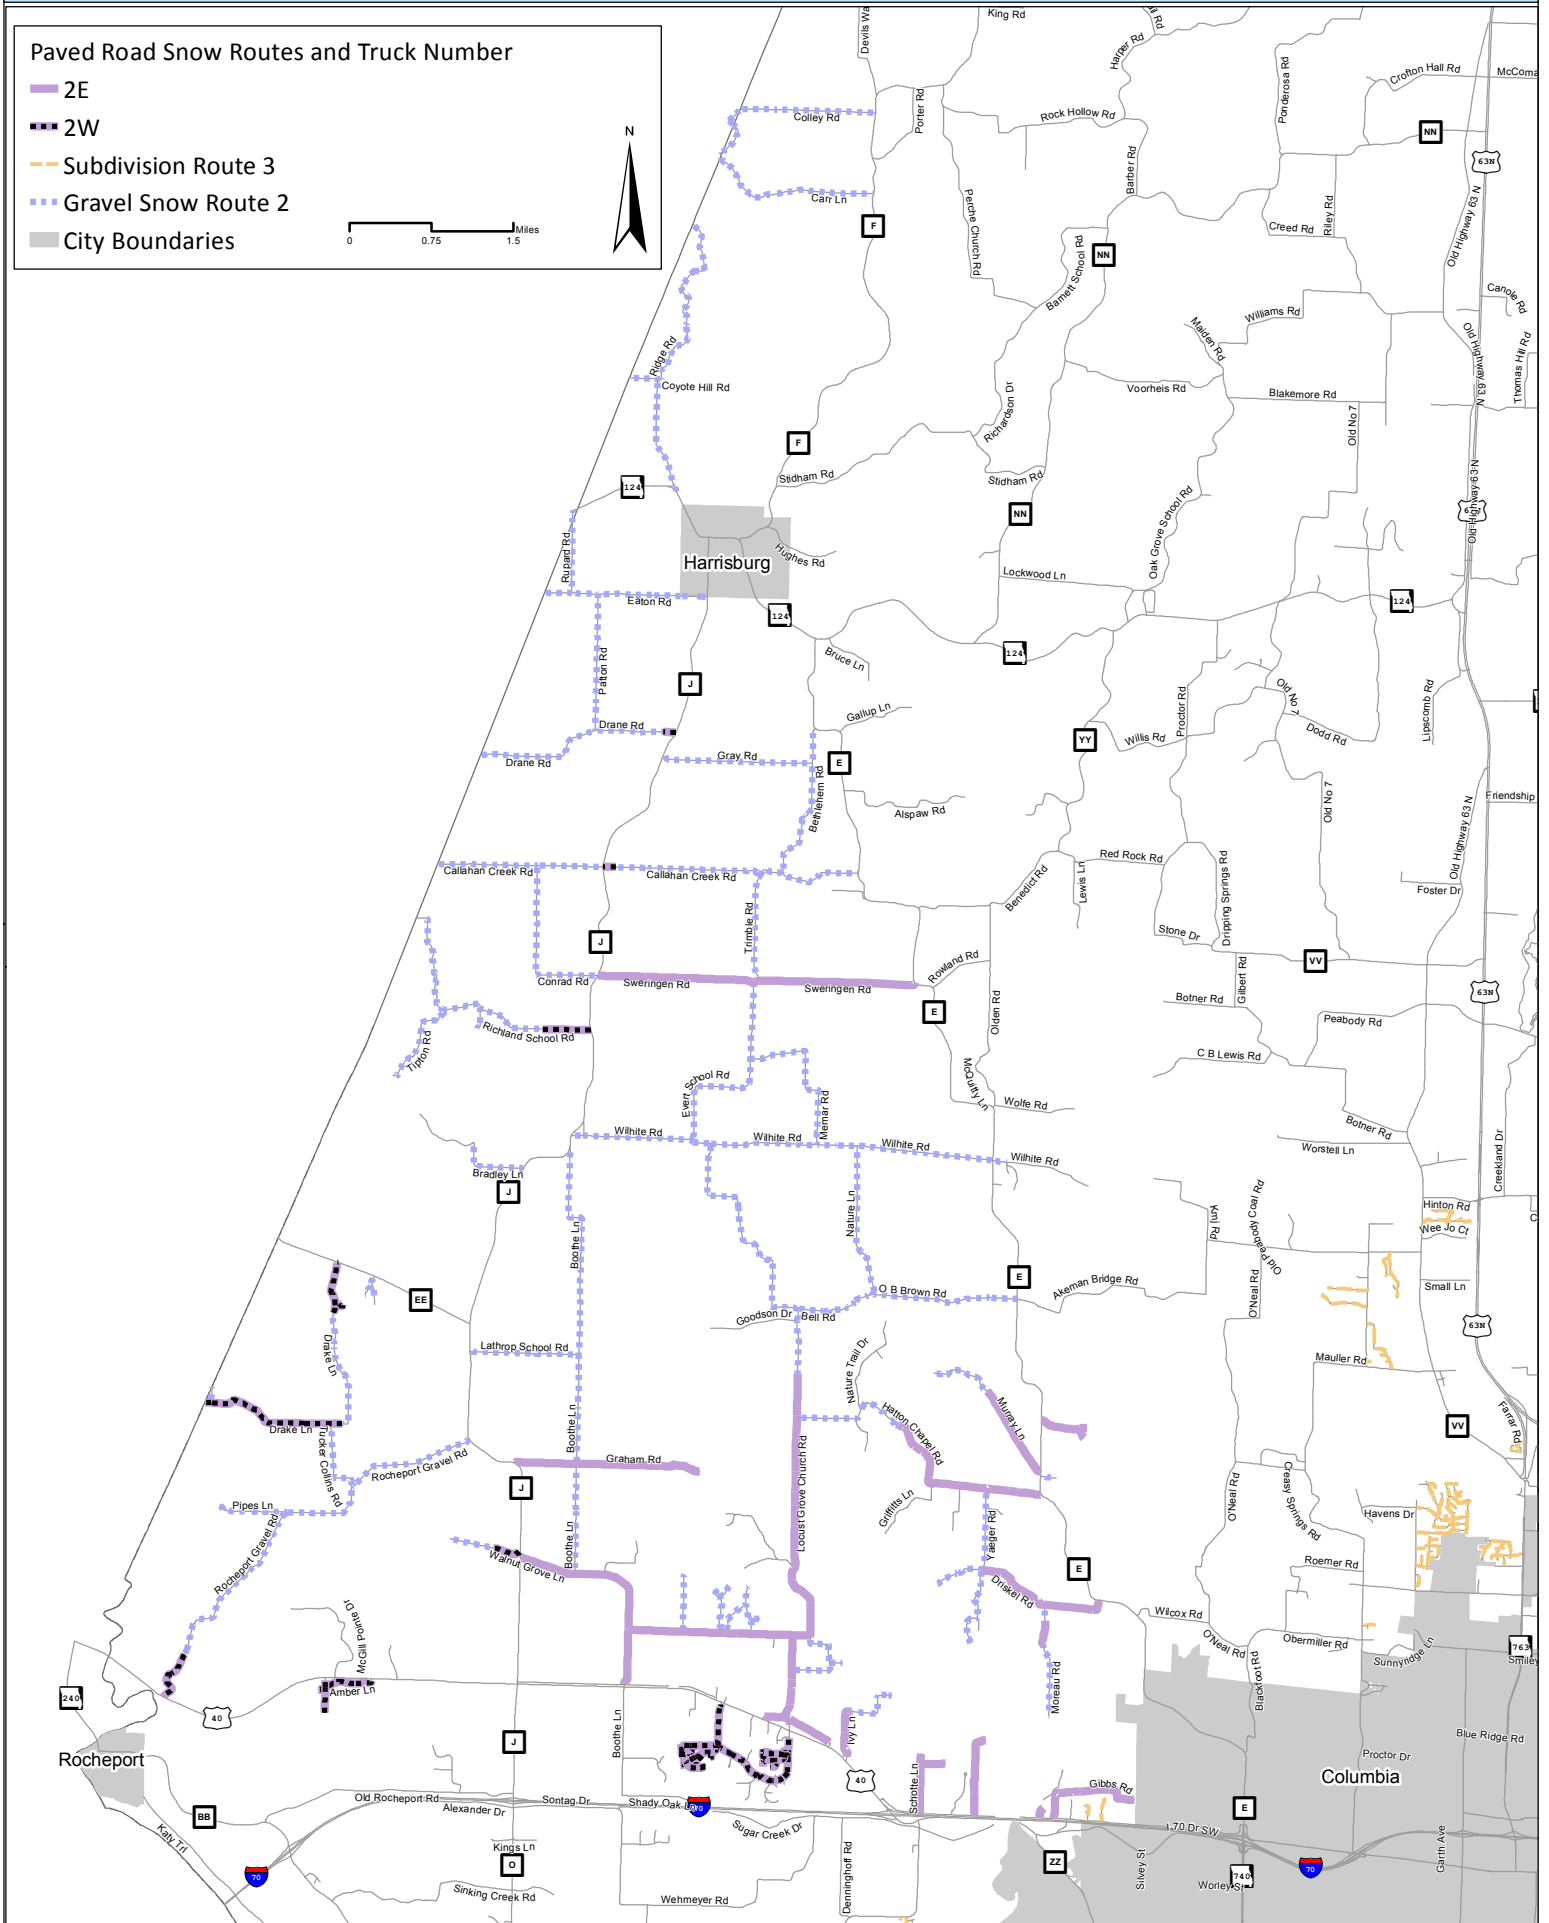 Paved Road Snow Routes and Truck Number
2E
2W
Subdivision Route 3
Gravel Snow Route 2
City Boundaries
N
Miles
0 0.75 1.5
King Rd
Harper Rd
Ponderosa Rd
Crofton Hall Rd
Porter Rd
Colley Rd
Rock Hollow Rd
NN
63N
Barber Rd
Carr Ln
F
Perche Church Rd
Riley Rd
Creed Rd
Old Highway 63 N
Barnett School Rd
NN
Canole Rd
Williams Rd
Maiden Rd
Old Highway 63 N
Thomas Hill Rd
Ridge Rd
Coyote Hill Rd
Voorheis Rd
Blakemore Rd
Richardson Dr
Old No 7
F
Stidham Rd
Stidham Rd
124
NN
Oak Grove School Rd
Old Highway 63 N
Rupard Rd
Harrisburg
Hughes Rd
Lockwood Ln
Eaton Rd
124
124
124
Bruce Ln
Patton Rd
J
Proctor Rd
Old No 7
Lipscomb Rd
Gallup Ln
Drane Rd
YY
Willis Rd
Dodd Rd
Drane Rd
Gray Rd
E
Bethlehem Rd
Old No 7
Friendship
Alspaw Rd
Old Highway 63 N
Callahan Creek Rd
Callahan Creek Rd
Red Rock Rd
Benedict Rd
Lewis Ln
Dripping Springs Rd
Foster Dr
Trimble Rd
J
Stone Dr
VV
Rowland Rd
Gilbert Rd
Conrad Rd
Sweringen Rd
Sweringen Rd
63N
Botner Rd
E
Olden Rd
Peabody Rd
Richland School Rd
Tipton Rd
C B Lewis Rd
McQuitty Ln
Evert School Rd
Memar Rd
Wolfe Rd
Botner Rd
Wilhite Rd
Wilhite Rd
Wilhite Rd
Wilhite Rd
Worstell Ln
Creekland Dr
Bradley Ln
J
Nature Ln
Kmj Rd
Old Peabody Coal Rd
Hinton Rd
Wee Jo Ct
Boothe Ln
E
Akeman Bridge Rd
O'Neal Rd
Small Ln
EE
O B Brown Rd
Goodson Dr
Bell Rd
63N
Drake Ln
Lathrop School Rd
Nature Trail Dr
Mauller Rd
Drake Ln
Tucker Collins Rd
Boothe Ln
Hatton Chapel Rd
Murray Ln
Farrar Rd
VV
Rocheport Gravel Rd
Graham Rd
Locust Grove Church Rd
J
Griffitts Ln
O'Neal Rd
Creasy Springs Rd
Pipes Ln
Havens Dr
Rocheport Gravel Rd
Boothe Ln
Yaeger Rd
Walnut Grove Ln
E
Roemer Rd
Driskel Rd
McGill Pointe Dr
Wilcox Rd
O'Neal Rd
Obermiller Rd
Sunnyridge Ln
763
Smiley
Amber Ln
Blackfoot Rd
Moreau Rd
240
40
Boothe Ln
Ivy Ln
J
Blue Ridge Rd
Rocheport
Proctor Dr
Columbia
40
Schotte Ln
Gibbs Rd
Old Rocheport Rd
Sontag Dr
Alexander Dr
BB
E
Sugar Creek Dr
I-70 Dr SW
Katy Trl
Kings Ln
O
Denninghoff Rd
ZZ
Silvey St
Garth Ave
70
70
740
Sinking Creek Rd
Wehmeyer Rd